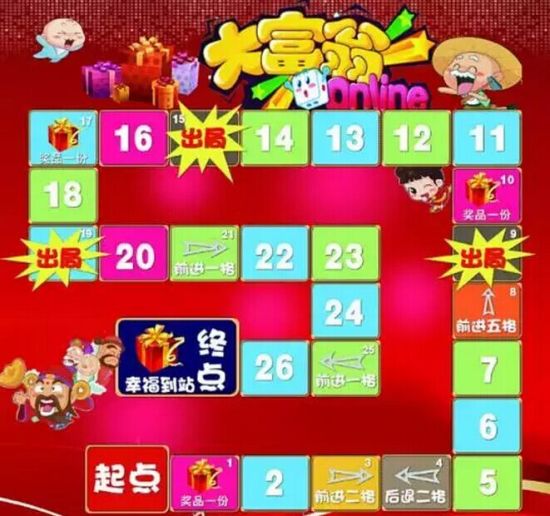 大富翁
Online
17 奖品一份
16
15 出局
14
13
12
11
18
10 奖品一份
19 出局
20
21 前进一格
22
23
9 出局
24
8 前进五格
终点 幸福到站
26
25 前进一格
7
6
起点
1 奖品一份
2
3 前进二格
4 后退二格
5